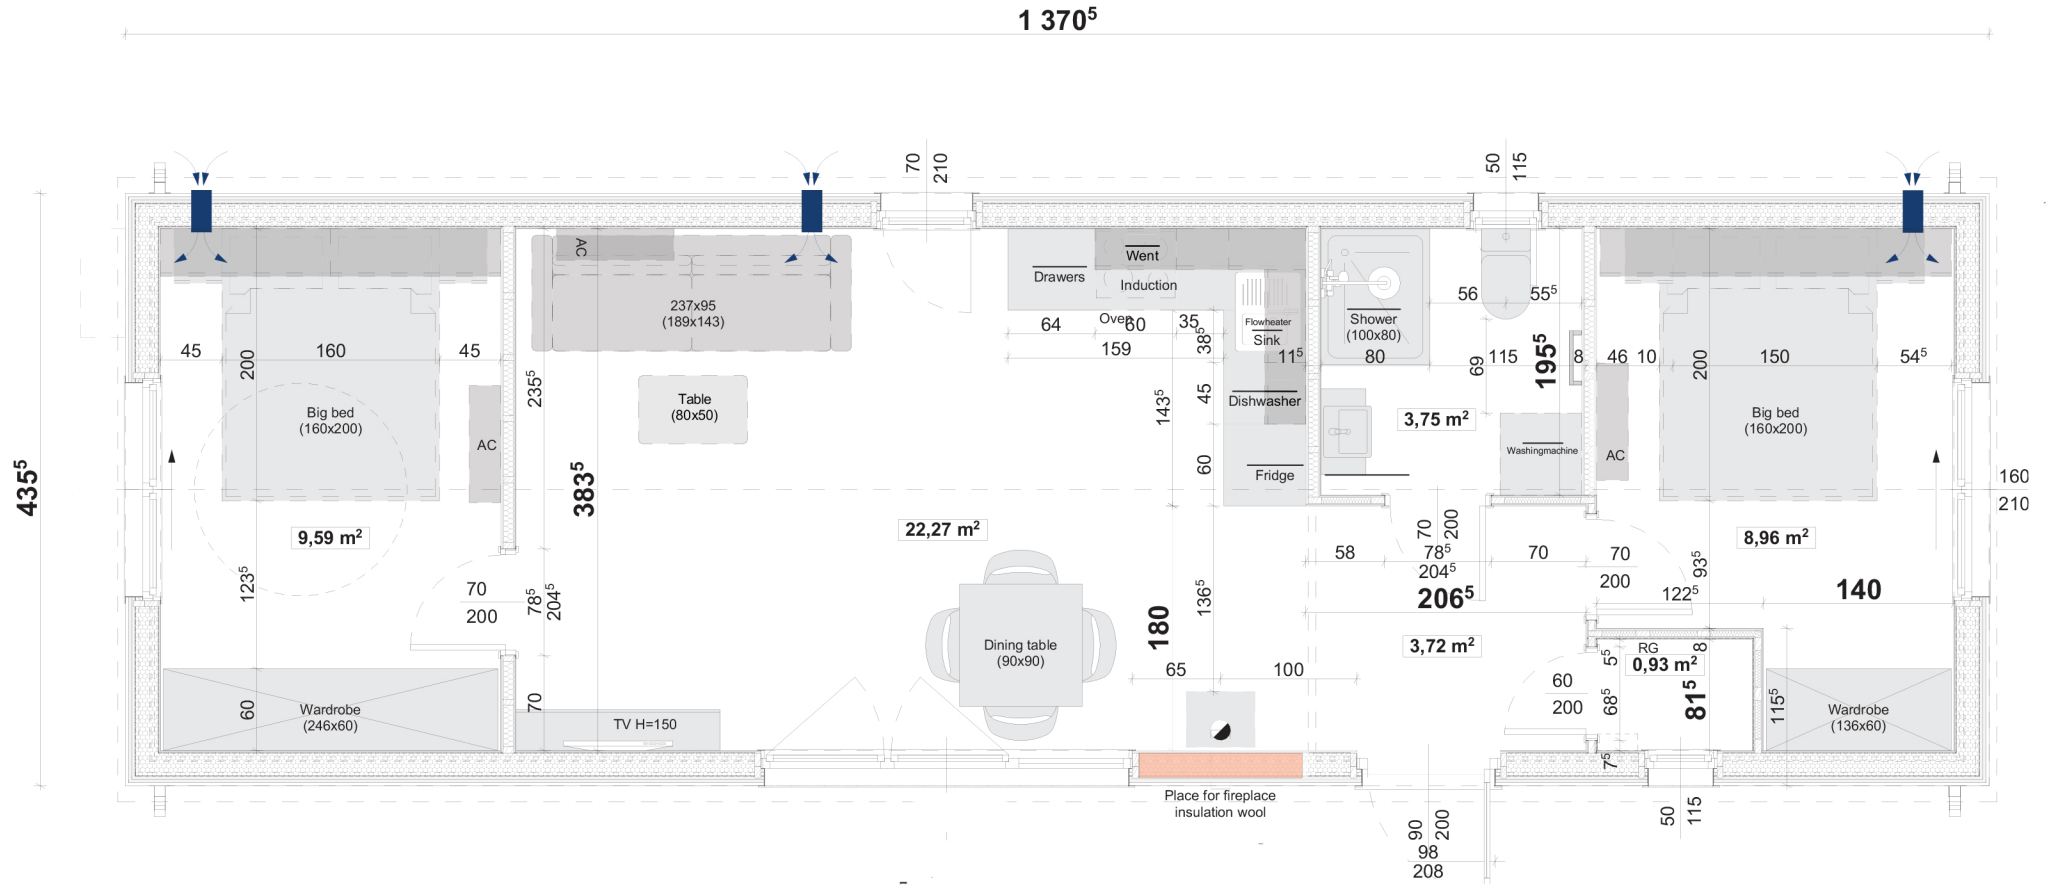 1 370⁵
70
210
50
115
AC
Went
Drawers
Induction
237x95
(189x143)
56
55⁵
Oven
64
60
35
Flowheater
Sink
38⁵
Shower
(100x80)
45
160
45
200
159
11⁵
80
69
115
195⁵
8
46
10
200
150
54⁵
235⁵
Table
(80x50)
143⁵
45
Dishwasher
Big bed
(160x200)
3,75 m²
Big bed
(160x200)
AC
Washingmachine
AC
60
Fridge
435⁵
383⁵
160
210
9,59 m²
22,27 m²
8,96 m²
70
200
58
78⁵
204⁵
70
70
200
93⁵
123⁵
70
200
78⁵
204⁵
136⁵
206⁵
122⁵
140
180
Dining table
(90x90)
3,72 m²
RG
0,93 m²
5⁵
8
65
100
60
200
68⁵
81⁵
115⁵
60
Wardrobe
(246x60)
70
TV H=150
Wardrobe
(136x60)
7⁵
Place for fireplace
insulation wool
90
200
98
208
50
115